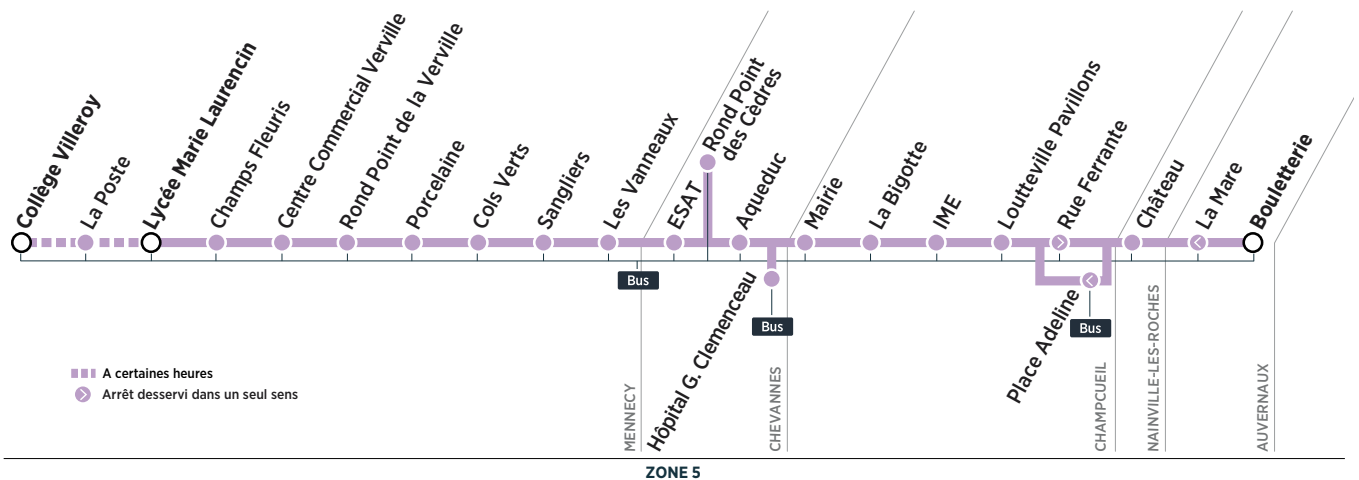 Collège Villeroy
La Poste
Lycée Marie Laurencin
Champs Fleuris
Centre Commercial Verville
Rond Point de la Verville
Porcelaine
Cols Verts
Sangliers
Les Vanneaux
ESAT
Rond Point
des Cèdres
Aqueduc
Mairie
La Bigotte
IME
Loutteville Pavillons
Rue Ferrante
Château
La Mare
Bouletterie
Bus
Hôpital G. Clemenceau
Bus
Place Adeline
Bus
A certaines heures
Arrêt desservi dans un seul sens
MENNECY
CHEVANNES
CHAMPCUEIL
NAINVILLE-LES-ROCHES
AUVERNAUX
ZONE 5